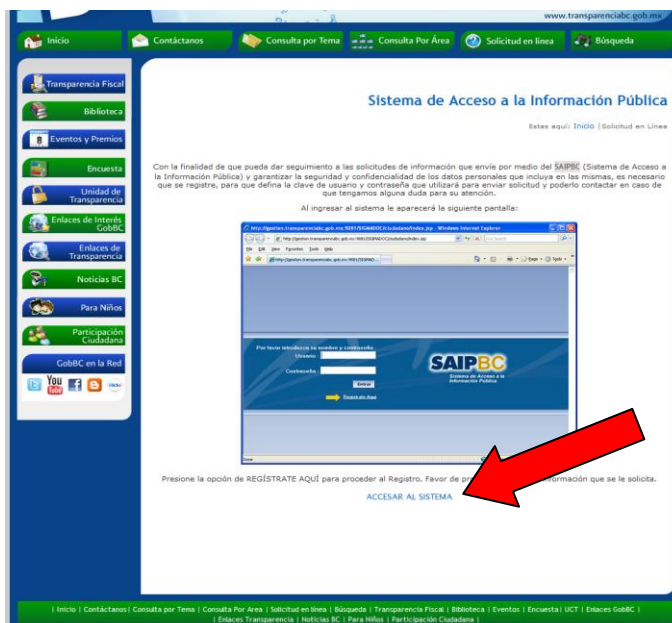 www.transparenciabc.gob.mx
Inicio
Contáctanos
Consulta por Tema
Consulta Por Área
Solicitud en línea
Búsqueda
Transparencia Fiscal
Biblioteca
Eventos y Premios
Encuesta
Unidad de
Transparencia
Enlaces de Interés
GobBC
Enlaces de
Transparencia
Noticias BC
Para Niños
Participación
Ciudadana
GobBC en la Red
You
Tube
Sistema de Acceso a la Información Pública
Estas aquí: Inicio |Solicitud en Línea
Con la finalidad de que pueda dar seguimiento a las solicitudes de información que envíe por medio del SAIPBC (Sistema de Acceso a
la Información Pública) y garantizar la seguridad y confidencialidad de los datos personales que incluya en las mismas, es necesario
que se registre, para que defina la clave de usuario y contraseña que utilizará para enviar solicitud y poderlo contactar en caso de
que tengamos alguna duda para su atención.
Al ingresar al sistema le aparecerá la siguiente pantalla:
Por favor introduzca su nombre y contraseña
Usuario
Contraseña
Entrar
Regístrate Aquí
SAIPBC
Sistema de Acceso a la
Información Pública
Presione la opción de REGÍSTRATE AQUÍ para proceder al Registro. Favor de información que se le solicita.
ACCESAR AL SISTEMA
| Inicio | Contáctanos| Consulta por Tema | Consulta Por Area | Solicitud en línea | Búsqueda | Transparencia Fiscal | Biblioteca | Eventos | Encuesta| UCT | Enlaces GobBC |
| Enlaces Transparencia | Noticias BC | Para Niños | Participación Ciudadana |